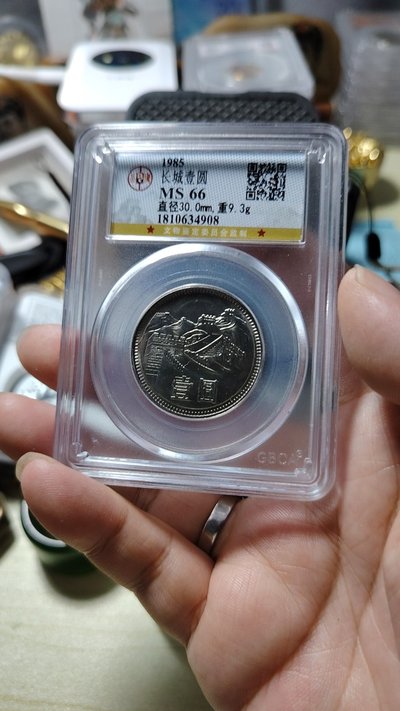 1985
长城壹圆
MS 66
直径30.0mm,重9.3g
1810634908
★ 文物鉴定委员会监制 ★
壹圆
GBCA